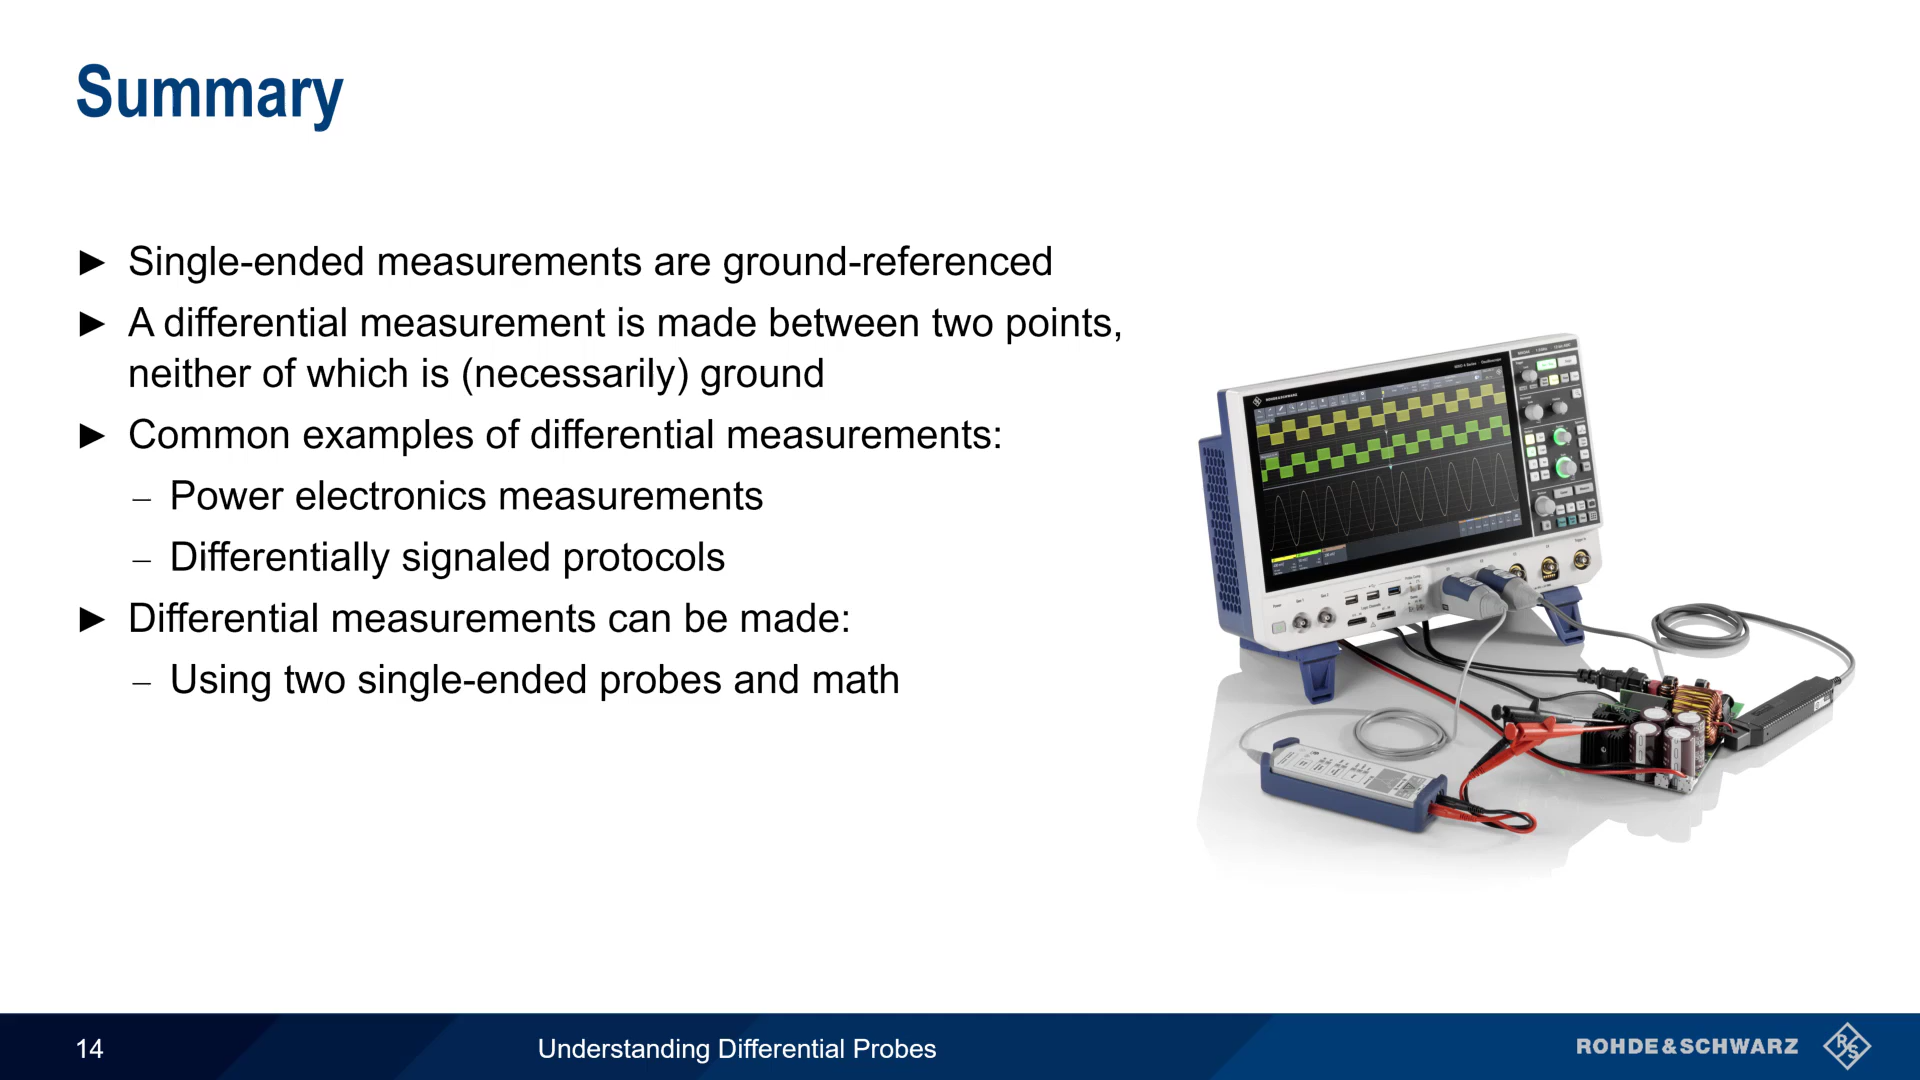 Summary
► Single-ended measurements are ground-referenced
► A differential measurement is made between two points,
neither of which is (necessarily) ground
► Common examples of differential measurements:
– Power electronics measurements
– Differentially signaled protocols
► Differential measurements can be made:
– Using two single-ended probes and math
ROHDE&SCHWARZ
14
Understanding Differential Probes
ROHDE&SCHWARZ